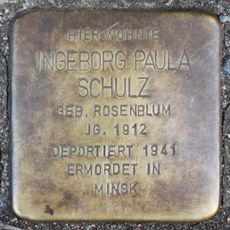 HIER WOHNTE
INGEBORG PAULA
SCHULZ
GEB. ROSENBLUM
JG. 1912
DEPORTIERT 1941
ERMORDET IN
MINSK